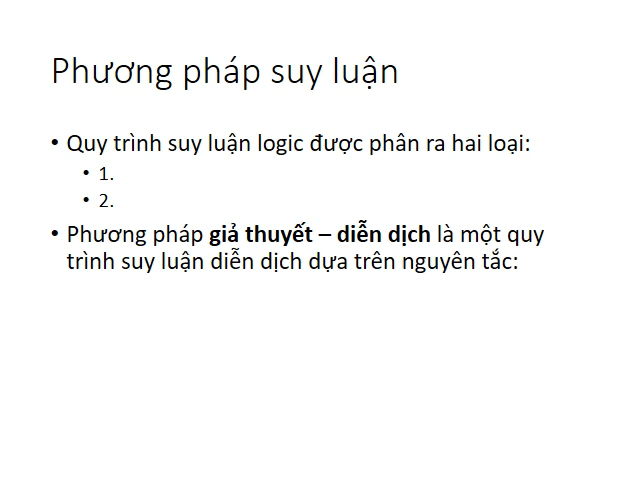 Phương pháp suy luận
• Quy trình suy luận logic được phân ra hai loại:
• 1.
• 2.
• Phương pháp giả thuyết – diễn dịch là một quy
trình suy luận diễn dịch dựa trên nguyên tắc: